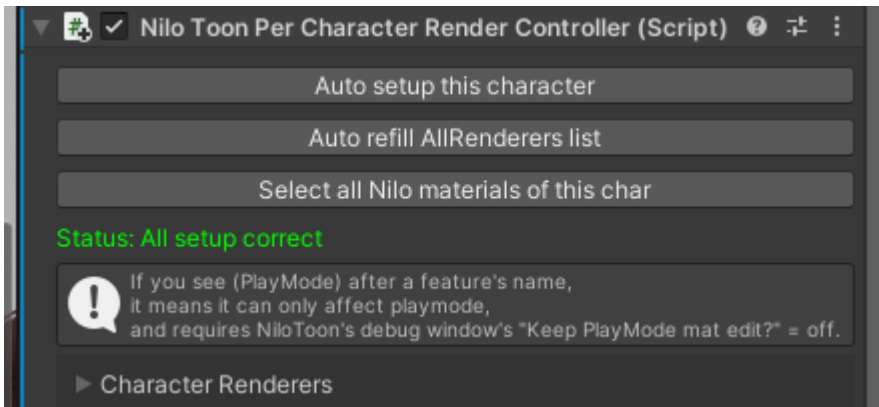 Nilo Toon Per Character Render Controller (Script)
Auto setup this character
Auto refill AllRenderers list
Select all Nilo materials of this char
Status: All setup correct
If you see (PlayMode) after a feature's name,
it means it can only affect playmode,
and requires NiloToon's debug window's "Keep PlayMode mat edit?" = off.
Character Renderers